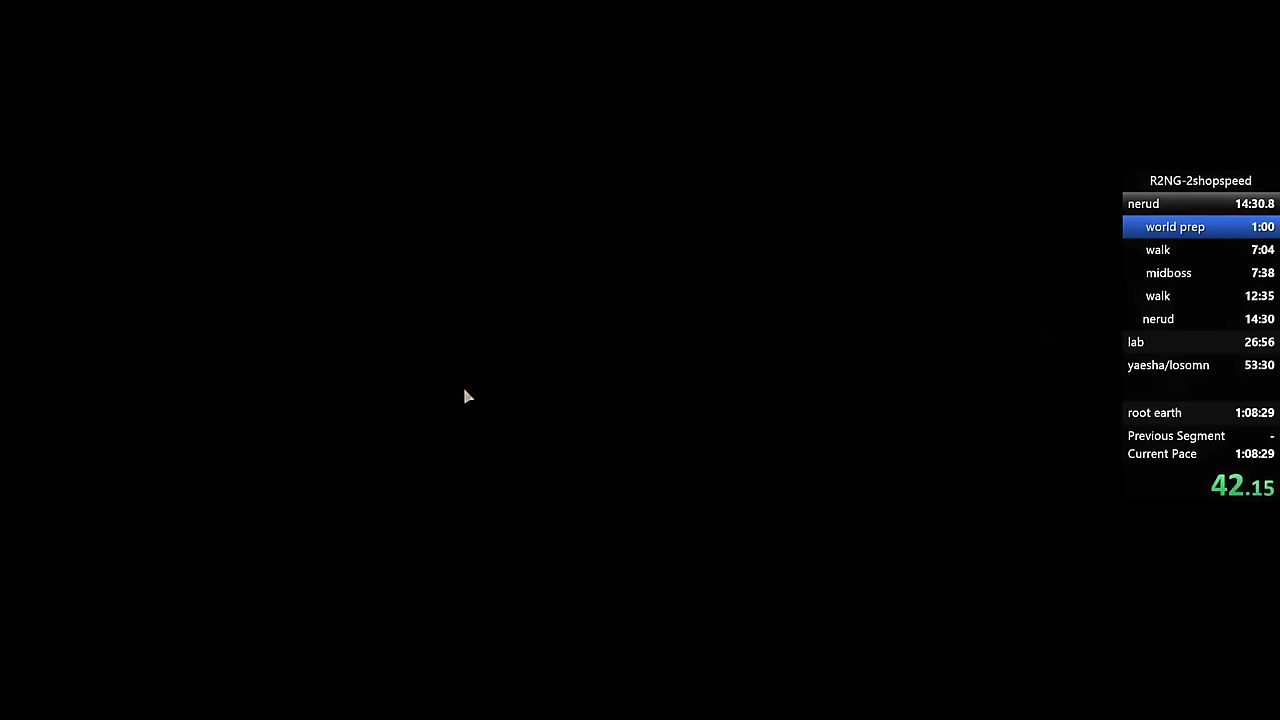 R2NG-2shopspeed
nerud 14:30.8
world prep 1:00
walk 7:04
midboss 7:38
walk 12:35
nerud 14:30
lab 26:56
yaesha/losomn 53:30
root earth 1:08:29
Previous Segment -
Current Pace 1:08:29
42.15